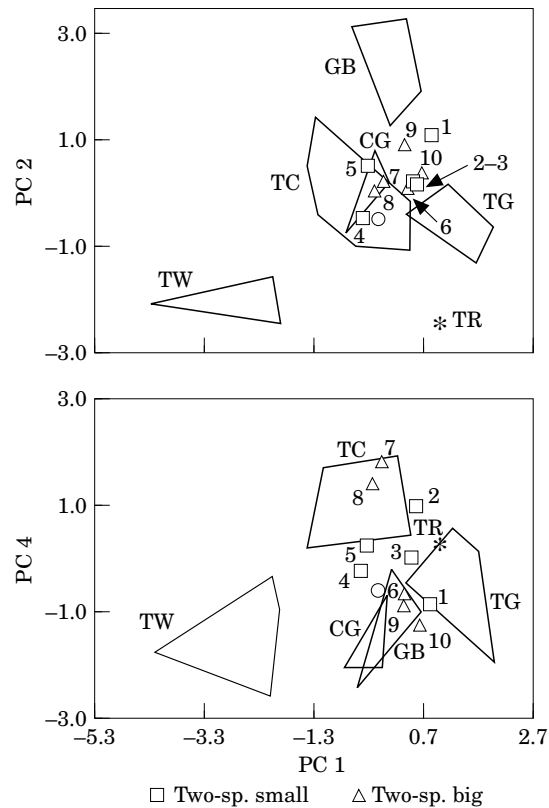 3.0
GB
9
1
CG
1.0
5
10
7
2–3
TC
8
TG
PC 2
6
4
–1.0
TW
* TR
–3.0
3.0
7
TC
8
2
1.0
TR
*
5
3
4
6
1
PC 4
–1.0
TG
TW
9
10
CG
GB
–3.0
–5.3
–3.3
–1.3
0.7
2.7
PC 1
Two-sp. small
Two-sp. big